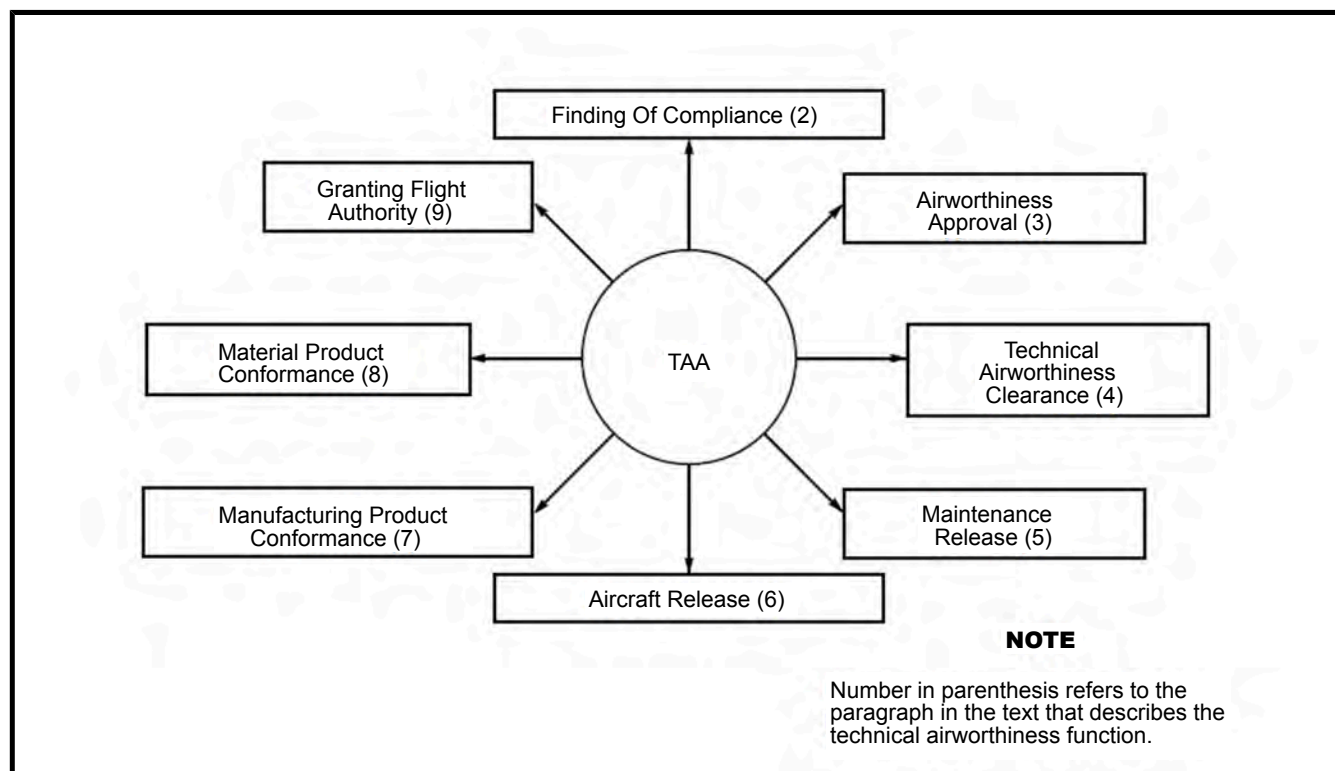 Finding Of Compliance (2)
Granting Flight
Authority (9)
Airworthiness
Approval (3)
Material Product
Conformance (8)
TAA
Technical
Airworthiness
Clearance (4)
Manufacturing Product
Conformance (7)
Maintenance
Release (5)
Aircraft Release (6)
NOTE
Number in parenthesis refers to the
paragraph in the text that describes the
technical airworthiness function.